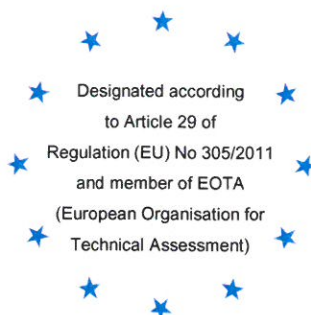 Designated according
to Article 29 of
Regulation (EU) No 305/2011
and member of EOTA
(European Organisation for
Technical Assessment)